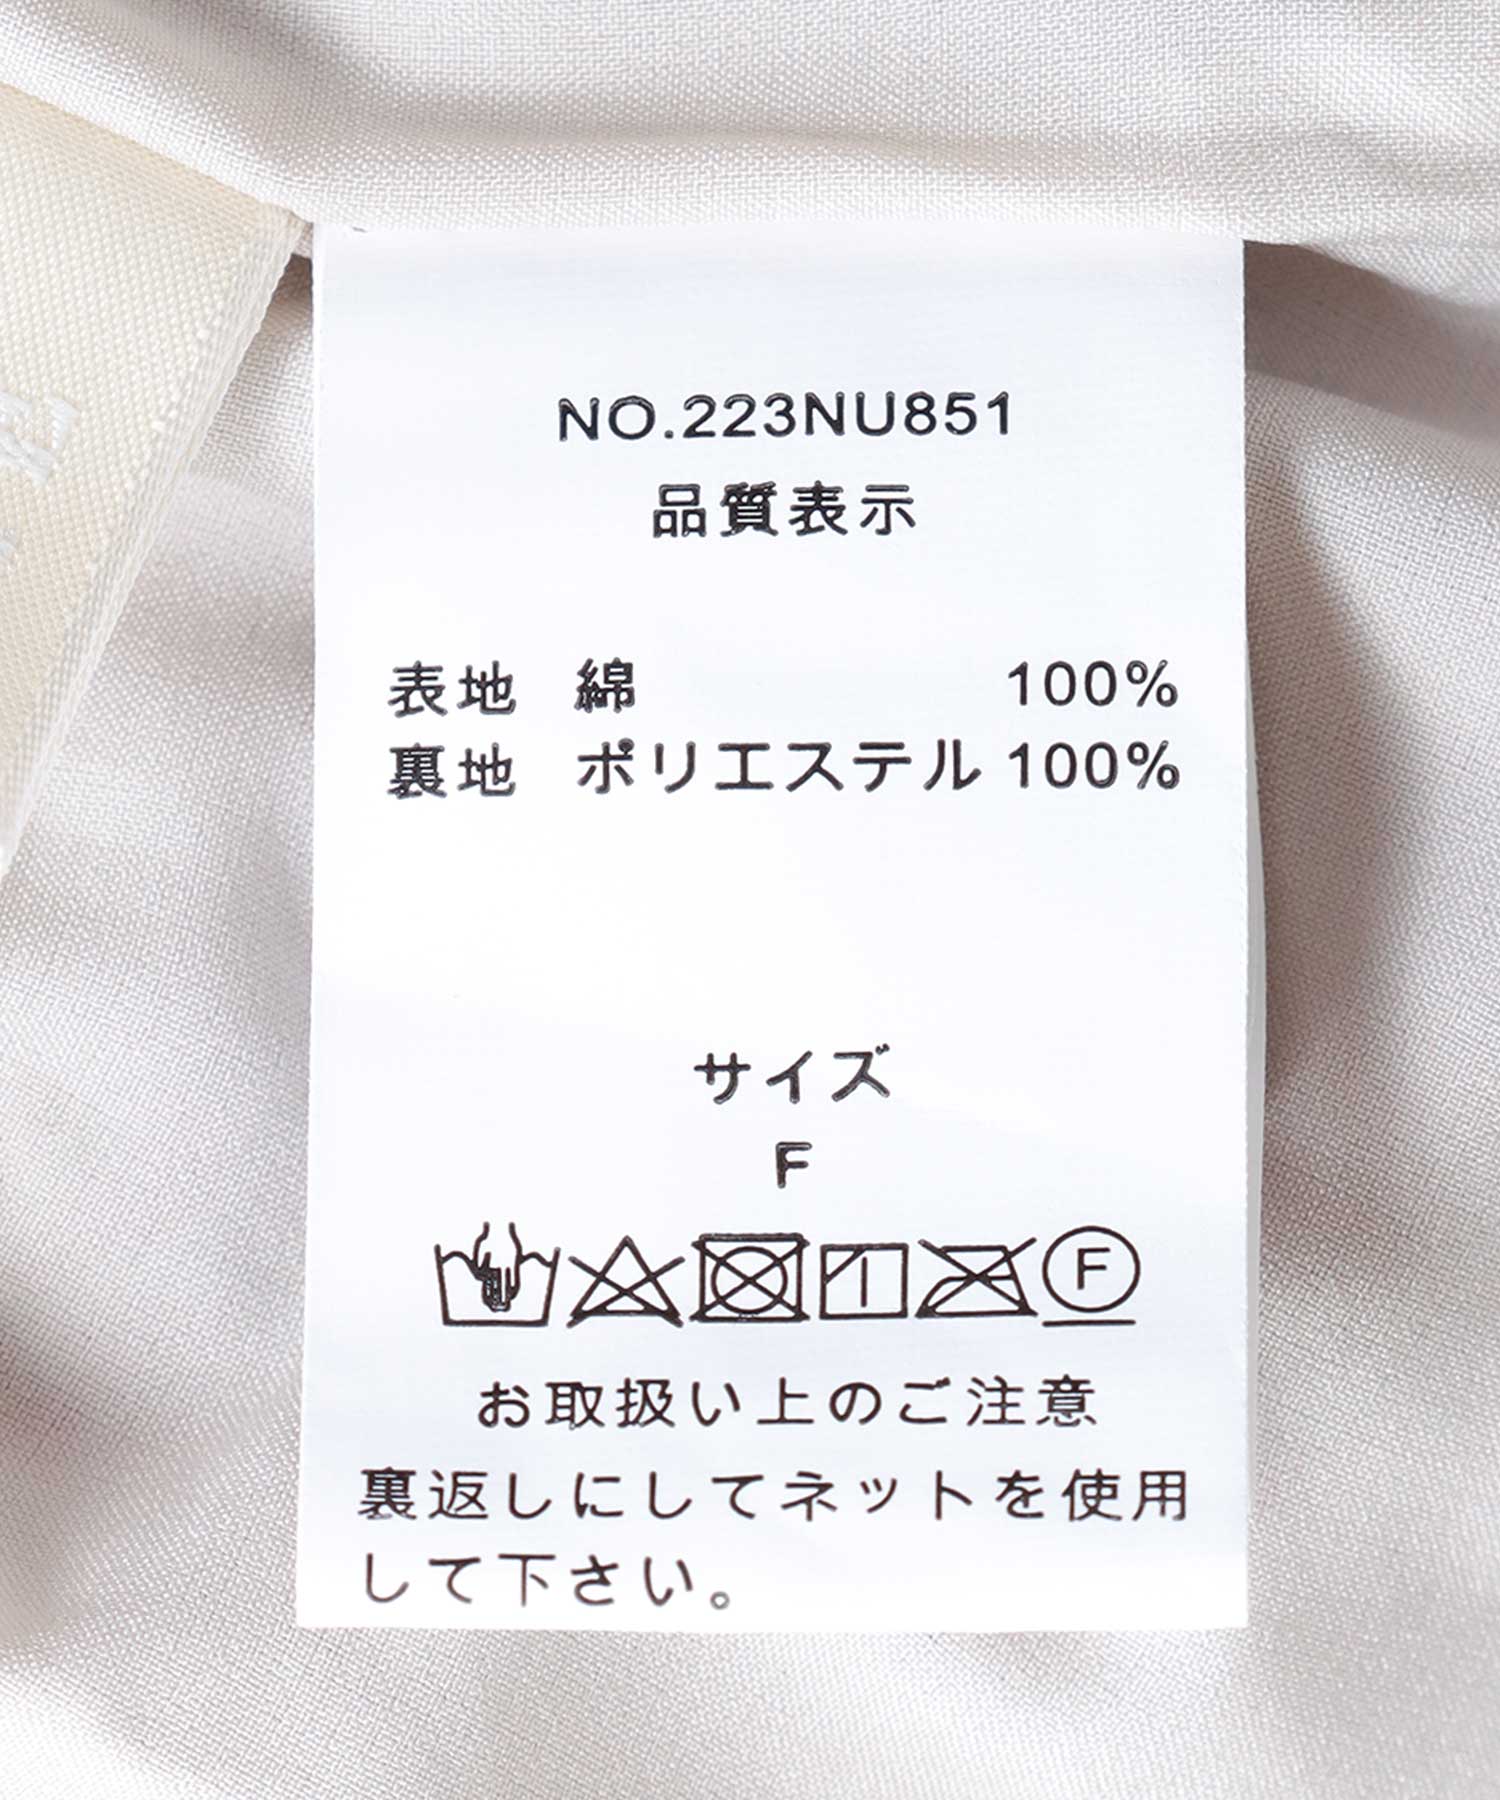 NO.223NU851
品質表示
表地 綿 100%
裏地 ポリエステル 100%
サイズ
F
F
お取扱い上のご注意
裏返しにしてネットを使用
して下さい。